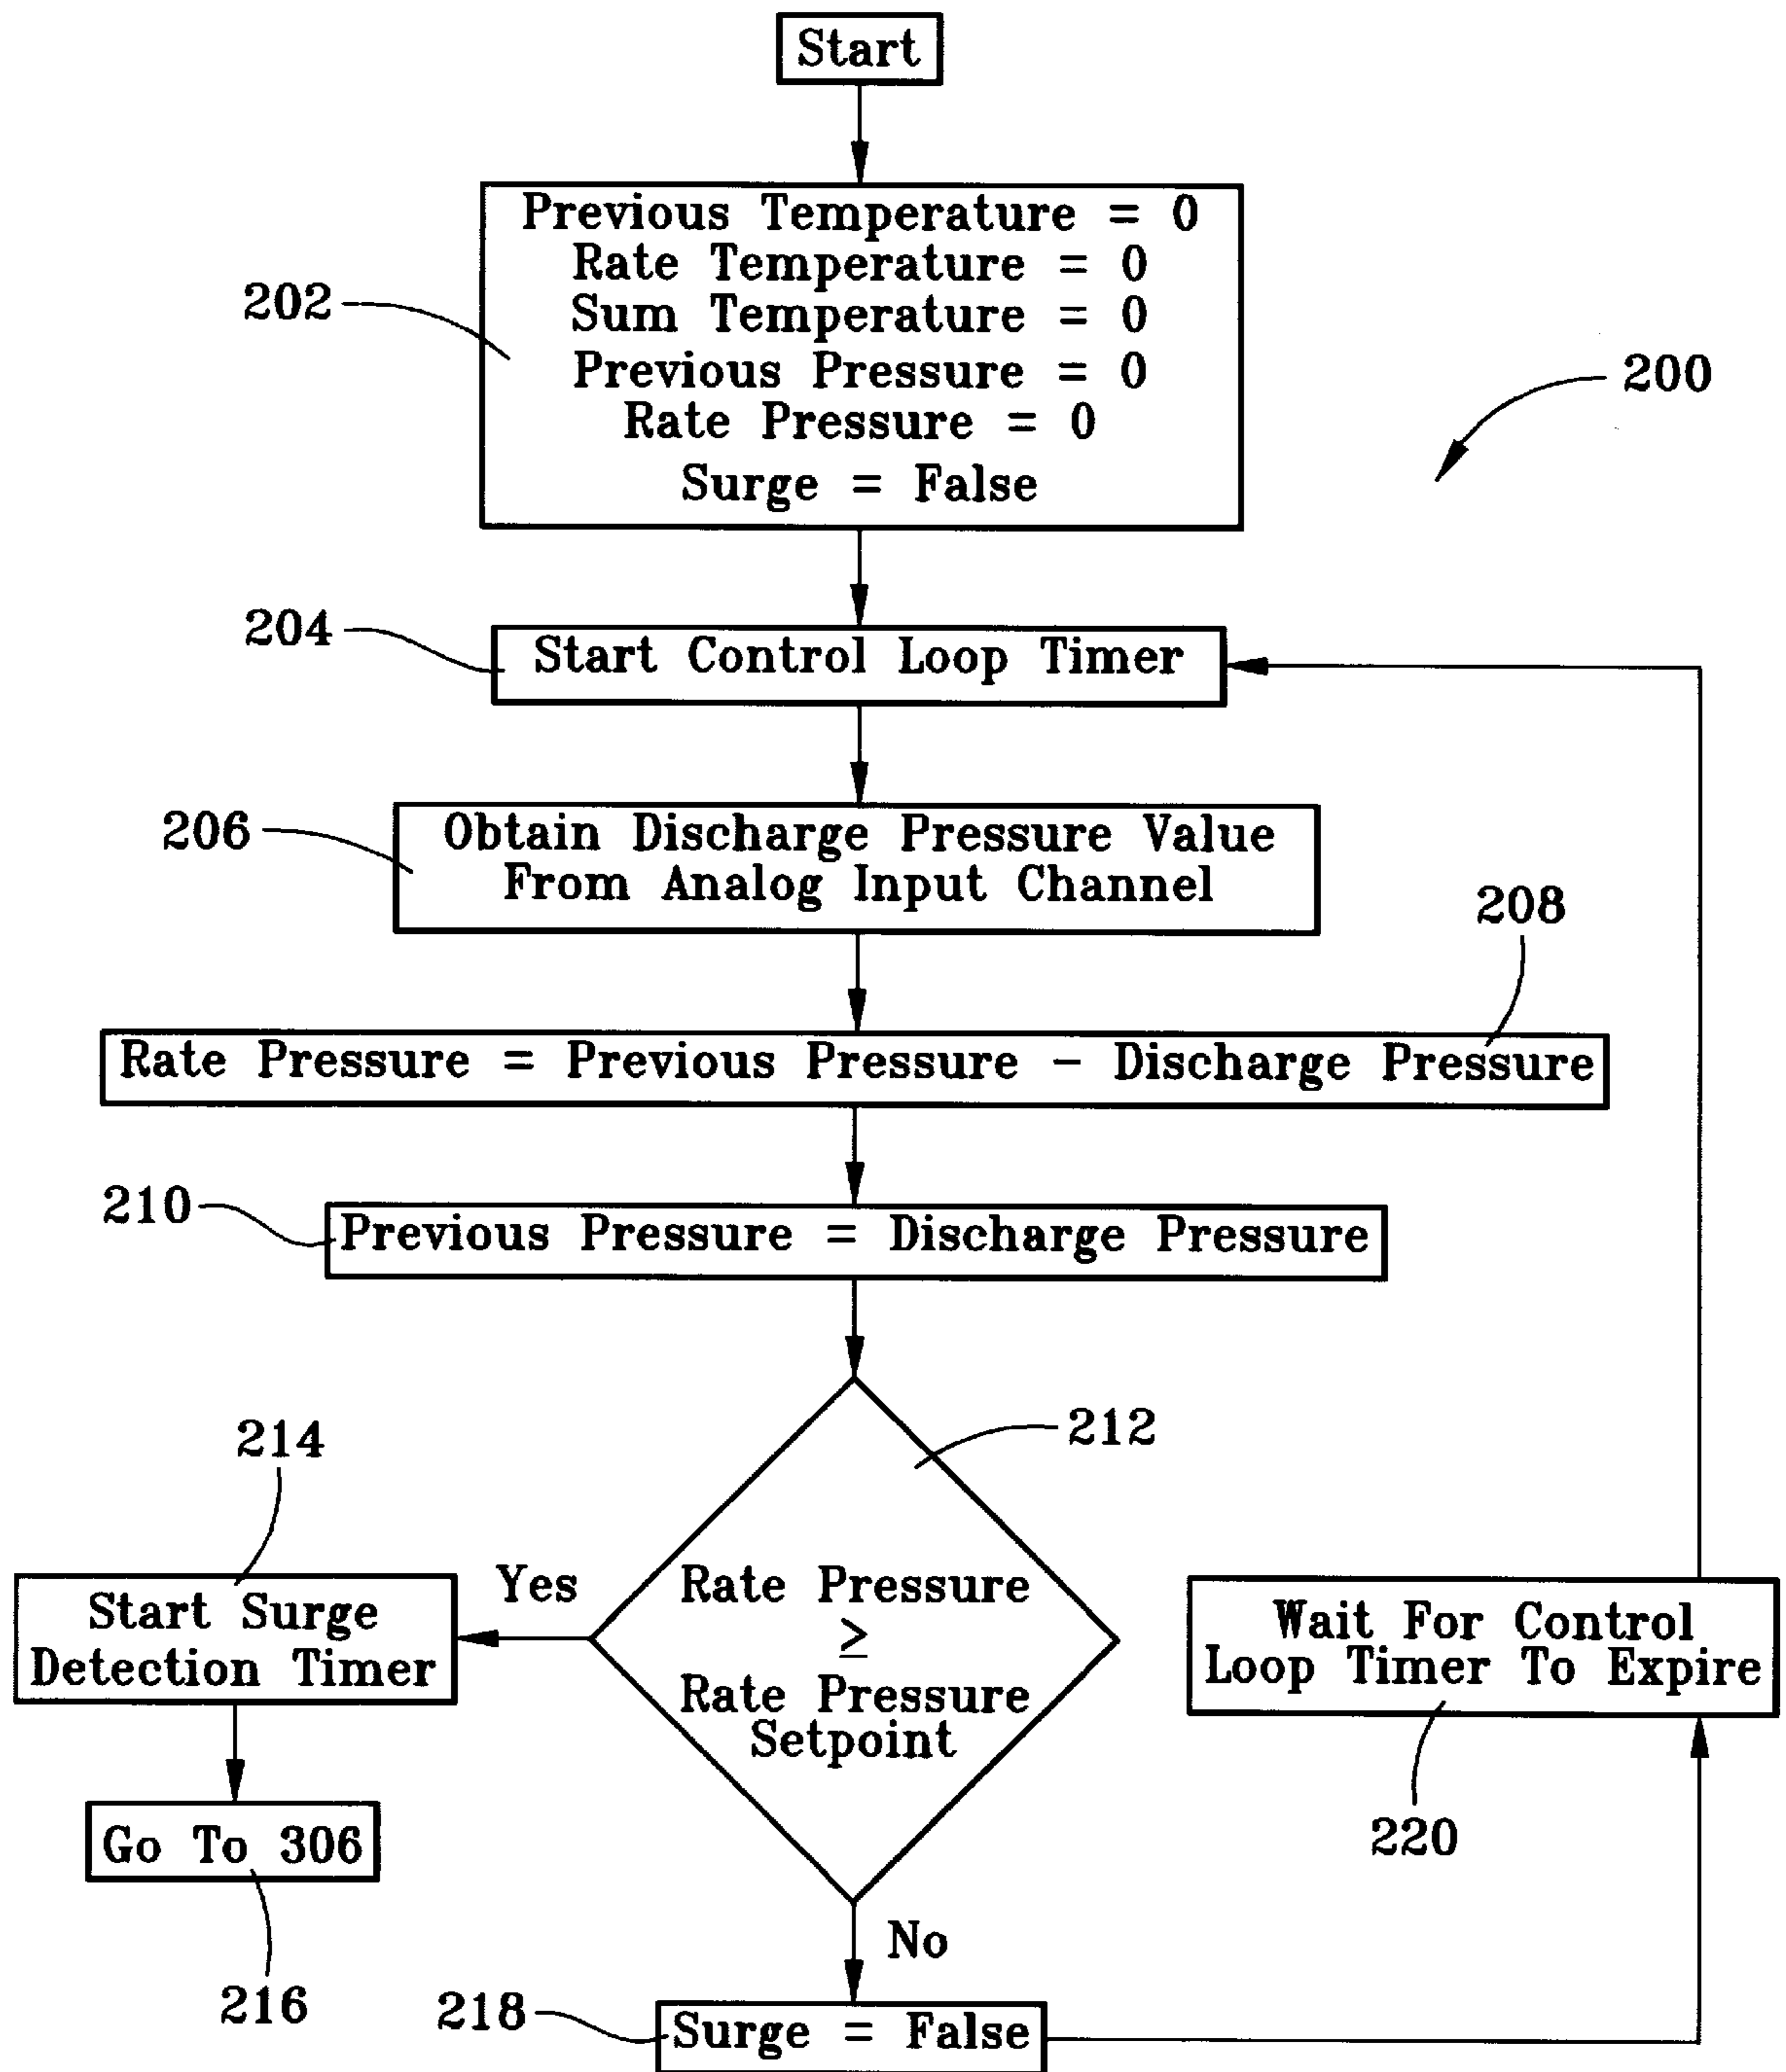 Start
Previous Temperature = 0
Rate Temperature = 0
Sum Temperature = 0
Previous Pressure = 0
Rate Pressure = 0
Surge = False
202
200
204
Start Control Loop Timer
206
Obtain Discharge Pressure Value
From Analog Input Channel
208
Rate Pressure = Previous Pressure - Discharge Pressure
210
Previous Pressure = Discharge Pressure
212
214
Start Surge
Detection Timer
Yes
Rate Pressure
≥
Rate Pressure
Setpoint
Wait For Control
Loop Timer To Expire
220
Go To 306
216
No
218
Surge = False